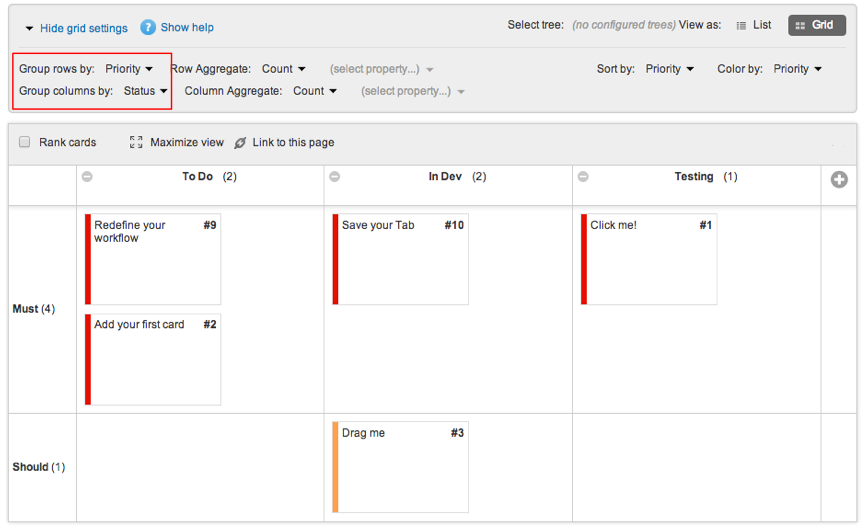 Hide grid settings ? Show help Select tree: (no configured trees) View as: List Grid
Group rows by: Priority Row Aggregate: Count (select property...) Sort by: Priority Color by: Priority
Group columns by: Status Column Aggregate: Count (select property...)
Rank cards Maximize view Link to this page
To Do (2) In Dev (2) Testing (1)
Redefine your #9 Save your Tab #10 Click me! #1
workflow
Must (4)
Add your first card #2
Drag me #3
Should (1)